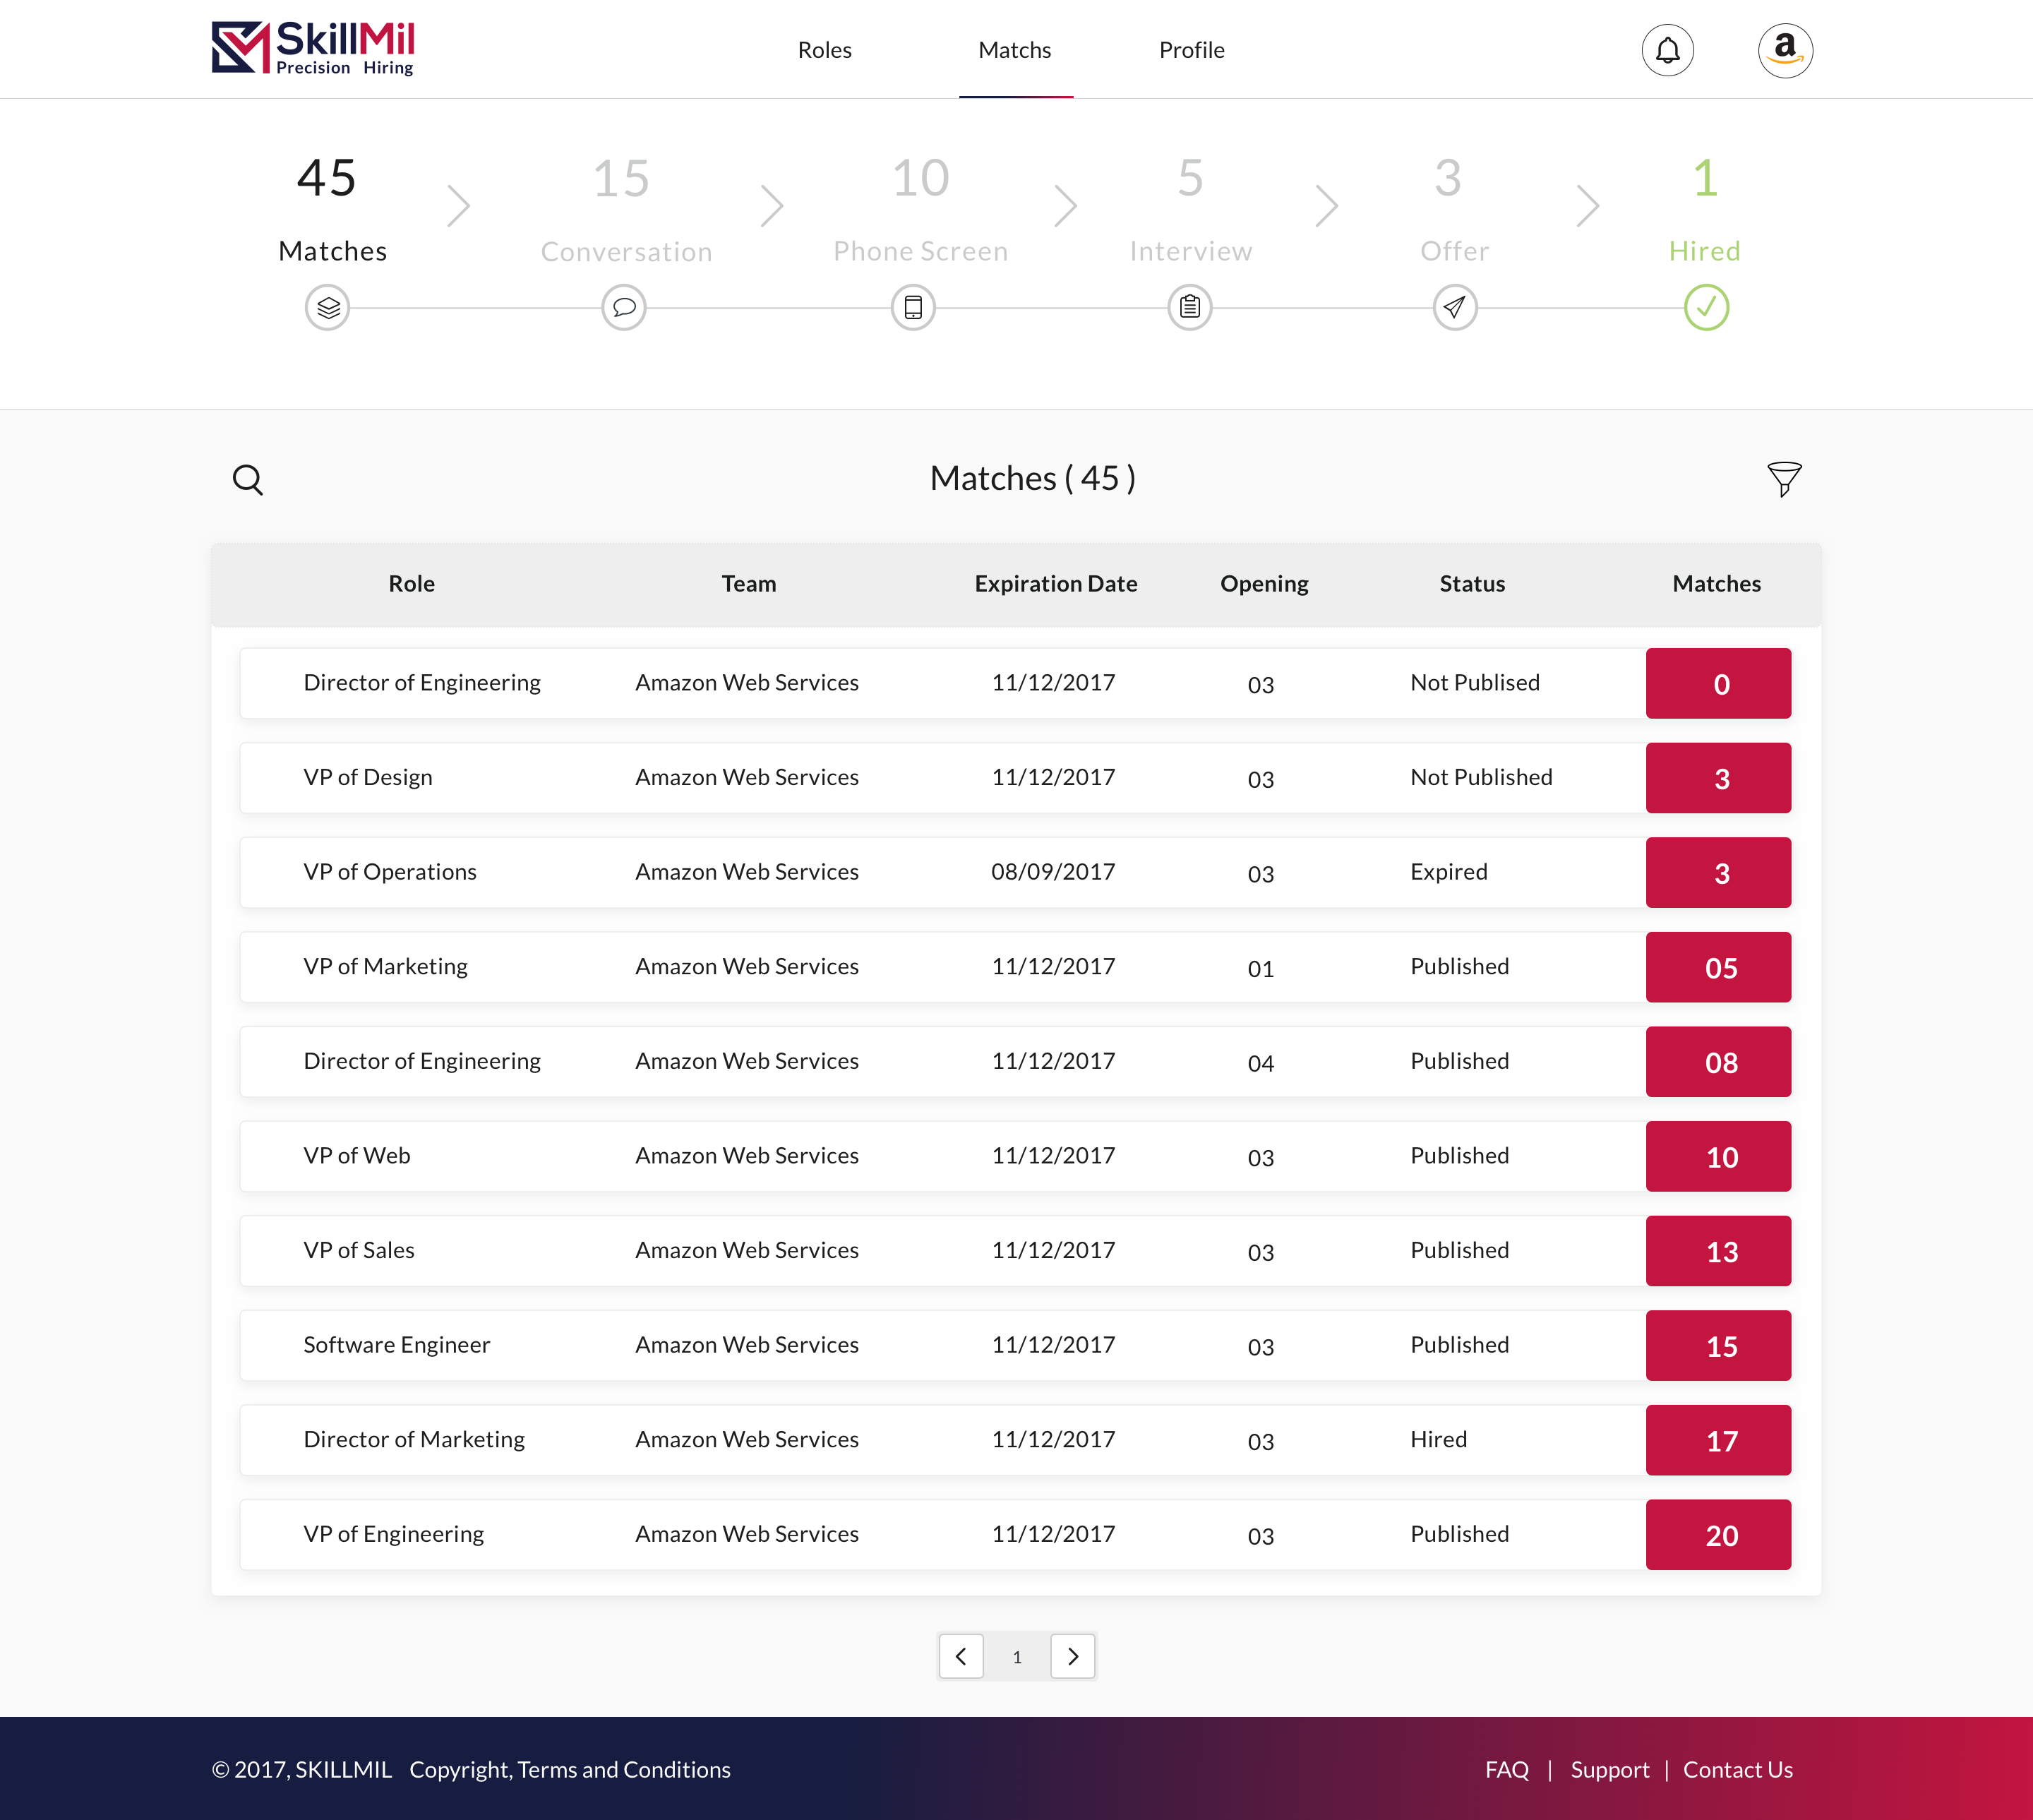 SkillMil
Precision Hiring
Roles Matchs Profile
a
45 15 10 5 3 1
Matches Conversation Phone Screen Interview Offer Hired
Matches ( 45 )
Role Team Expiration Date Opening Status Matches
Director of Engineering Amazon Web Services 11/12/2017 03 Not Publised 0
VP of Design Amazon Web Services 11/12/2017 03 Not Published 3
VP of Operations Amazon Web Services 08/09/2017 03 Expired 3
VP of Marketing Amazon Web Services 11/12/2017 01 Published 05
Director of Engineering Amazon Web Services 11/12/2017 04 Published 08
VP of Web Amazon Web Services 11/12/2017 03 Published 10
VP of Sales Amazon Web Services 11/12/2017 03 Published 13
Software Engineer Amazon Web Services 11/12/2017 03 Published 15
Director of Marketing Amazon Web Services 11/12/2017 03 Hired 17
VP of Engineering Amazon Web Services 11/12/2017 03 Published 20
1
© 2017, SKILLMIL Copyright, Terms and Conditions FAQ | Support | Contact Us